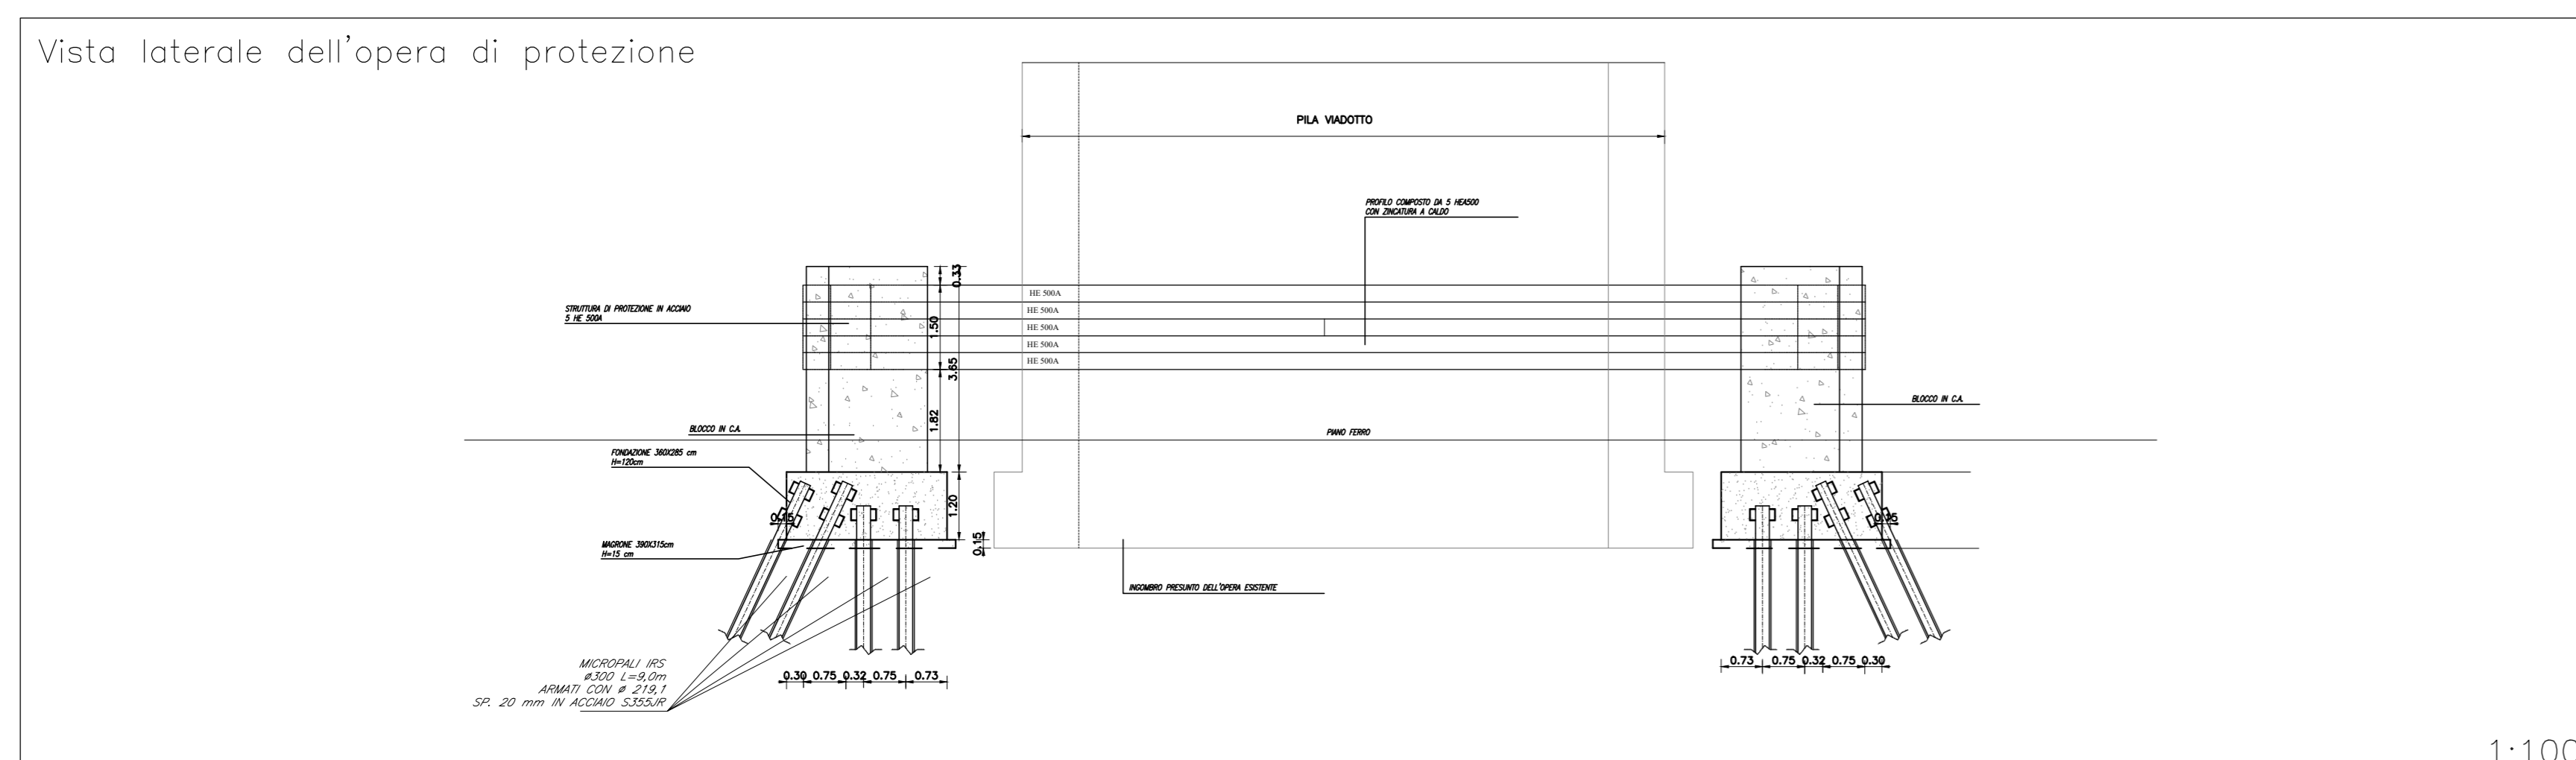 Vista laterale dell'opera di protezione
PILA VIADOTTO
PROFILO COMPOSTO DA 5 HEA500
CON ZINCATURA A CALDO
0.33
HE 500A
HE 500A
HE 500A
HE 500A
HE 500A
STRUTTURA DI PROTEZIONE IN ACCIAIO
5 HE 500A
1.50
3.65
1.82
BLOCCO IN C.A.
BLOCCO IN C.A.
PIANO FERRO
FONDAZIONE 360X285 cm
H=120cm
1.20
0.15
0.15
MAGRONE 390X315cm
H=15 cm
0.15
INGOMBRO PRESUNTO DELL'OPERA ESISTENTE
MICROPALI IRS
ø300 L=9,0m
ARMATI CON ø 219,1
SP. 20 mm IN ACCIAIO S355JR
0.30 0.75 0.32 0.75 0.73
0.73 0.75 0.32 0.75 0.30
1:100